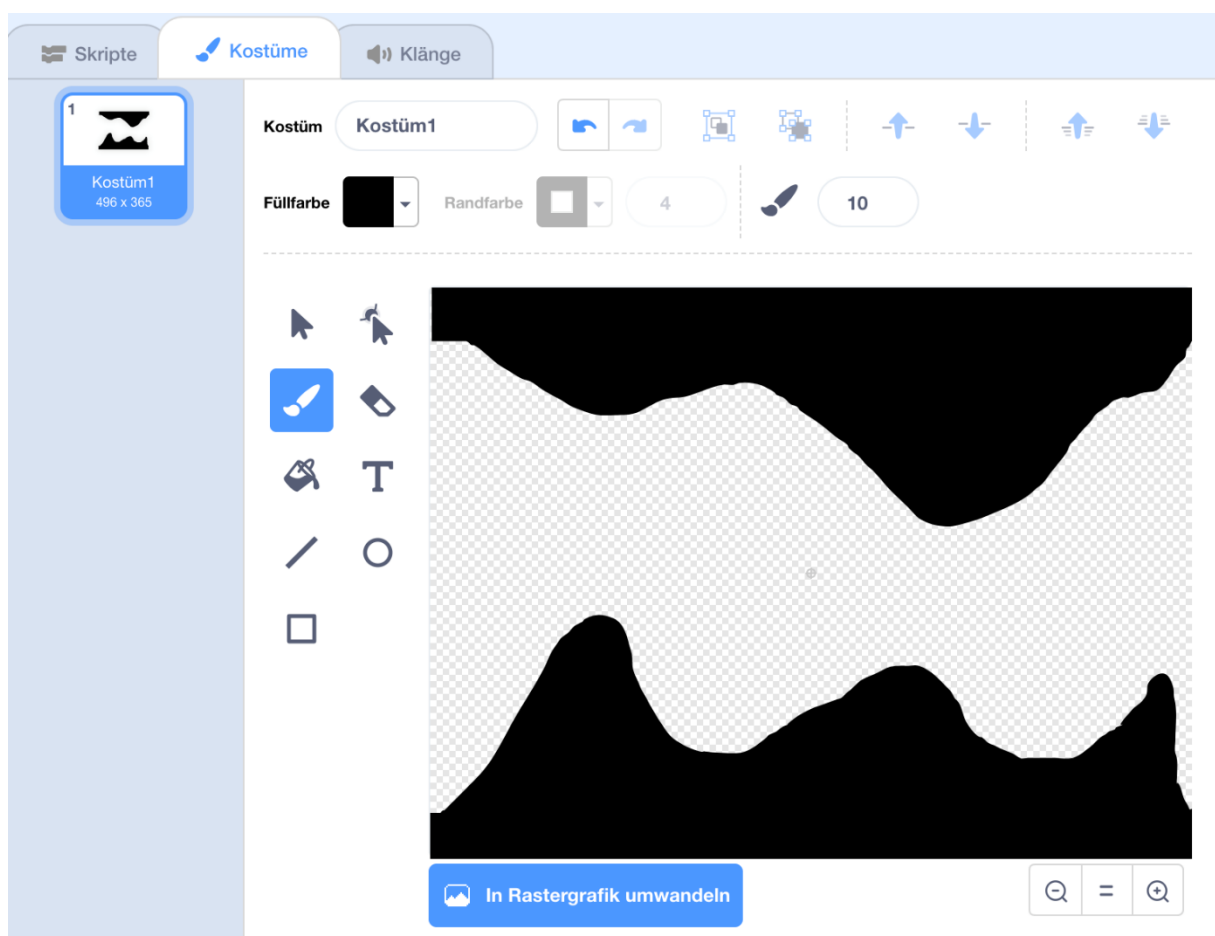 Skripte
Kostüme
Klänge
1
Kostüm1
496 x 365
Kostüm
Kostüm1
Füllfarbe
Randfarbe
4
10
T
In Rastergrafik umwandeln
=